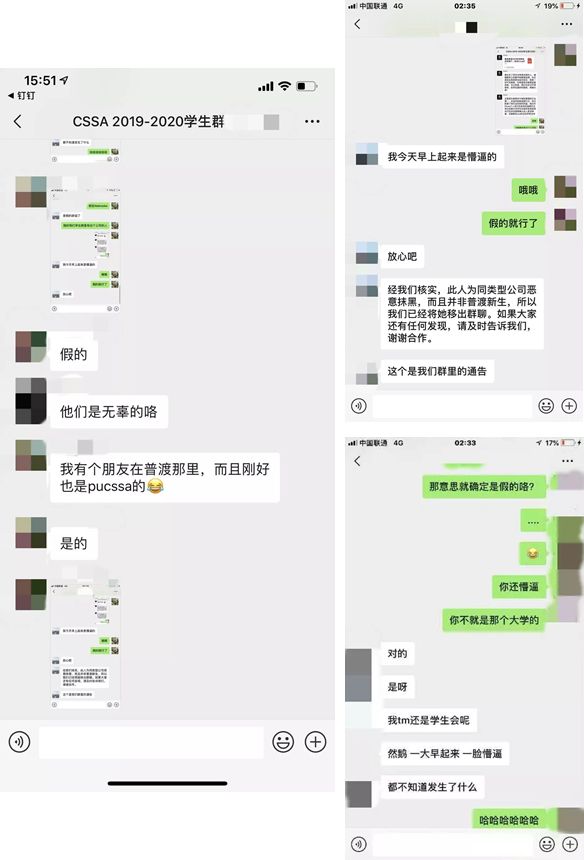 15:51
钉钉
CSSA 2019-2020学生群
假的
他们是无辜的咯
我有个朋友在普渡那里，而且刚好
也是pucssa的😂
是的
中国联通 4G
02:35
19%
我今天早上起来是懵逼的
哦哦
假的就行了
放心吧
经我们核实，此人为同类型公司恶
意抹黑，而且并非普渡新生，所以
我们已经将她移出群聊。如果大家
还有任何发现，请及时告诉我们，
谢谢合作。
这个是我们群里的通告
中国联通 4G
02:33
17%
那意思就确定是假的咯？
....
😂
你还懵逼
你不就是那个大学的
对的
是呀
我tm还是学生会呢
然鹅 一大早起来 一脸懵逼
都不知道发生了什么
哈哈哈哈哈哈